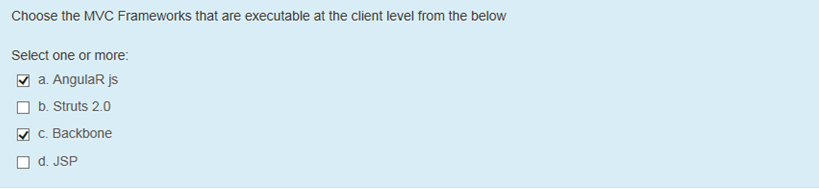 Choose the MVC Frameworks that are executable at the client level from the below
Select one or more:
a. AngulaR js
b. Struts 2.0
c. Backbone
d. JSP